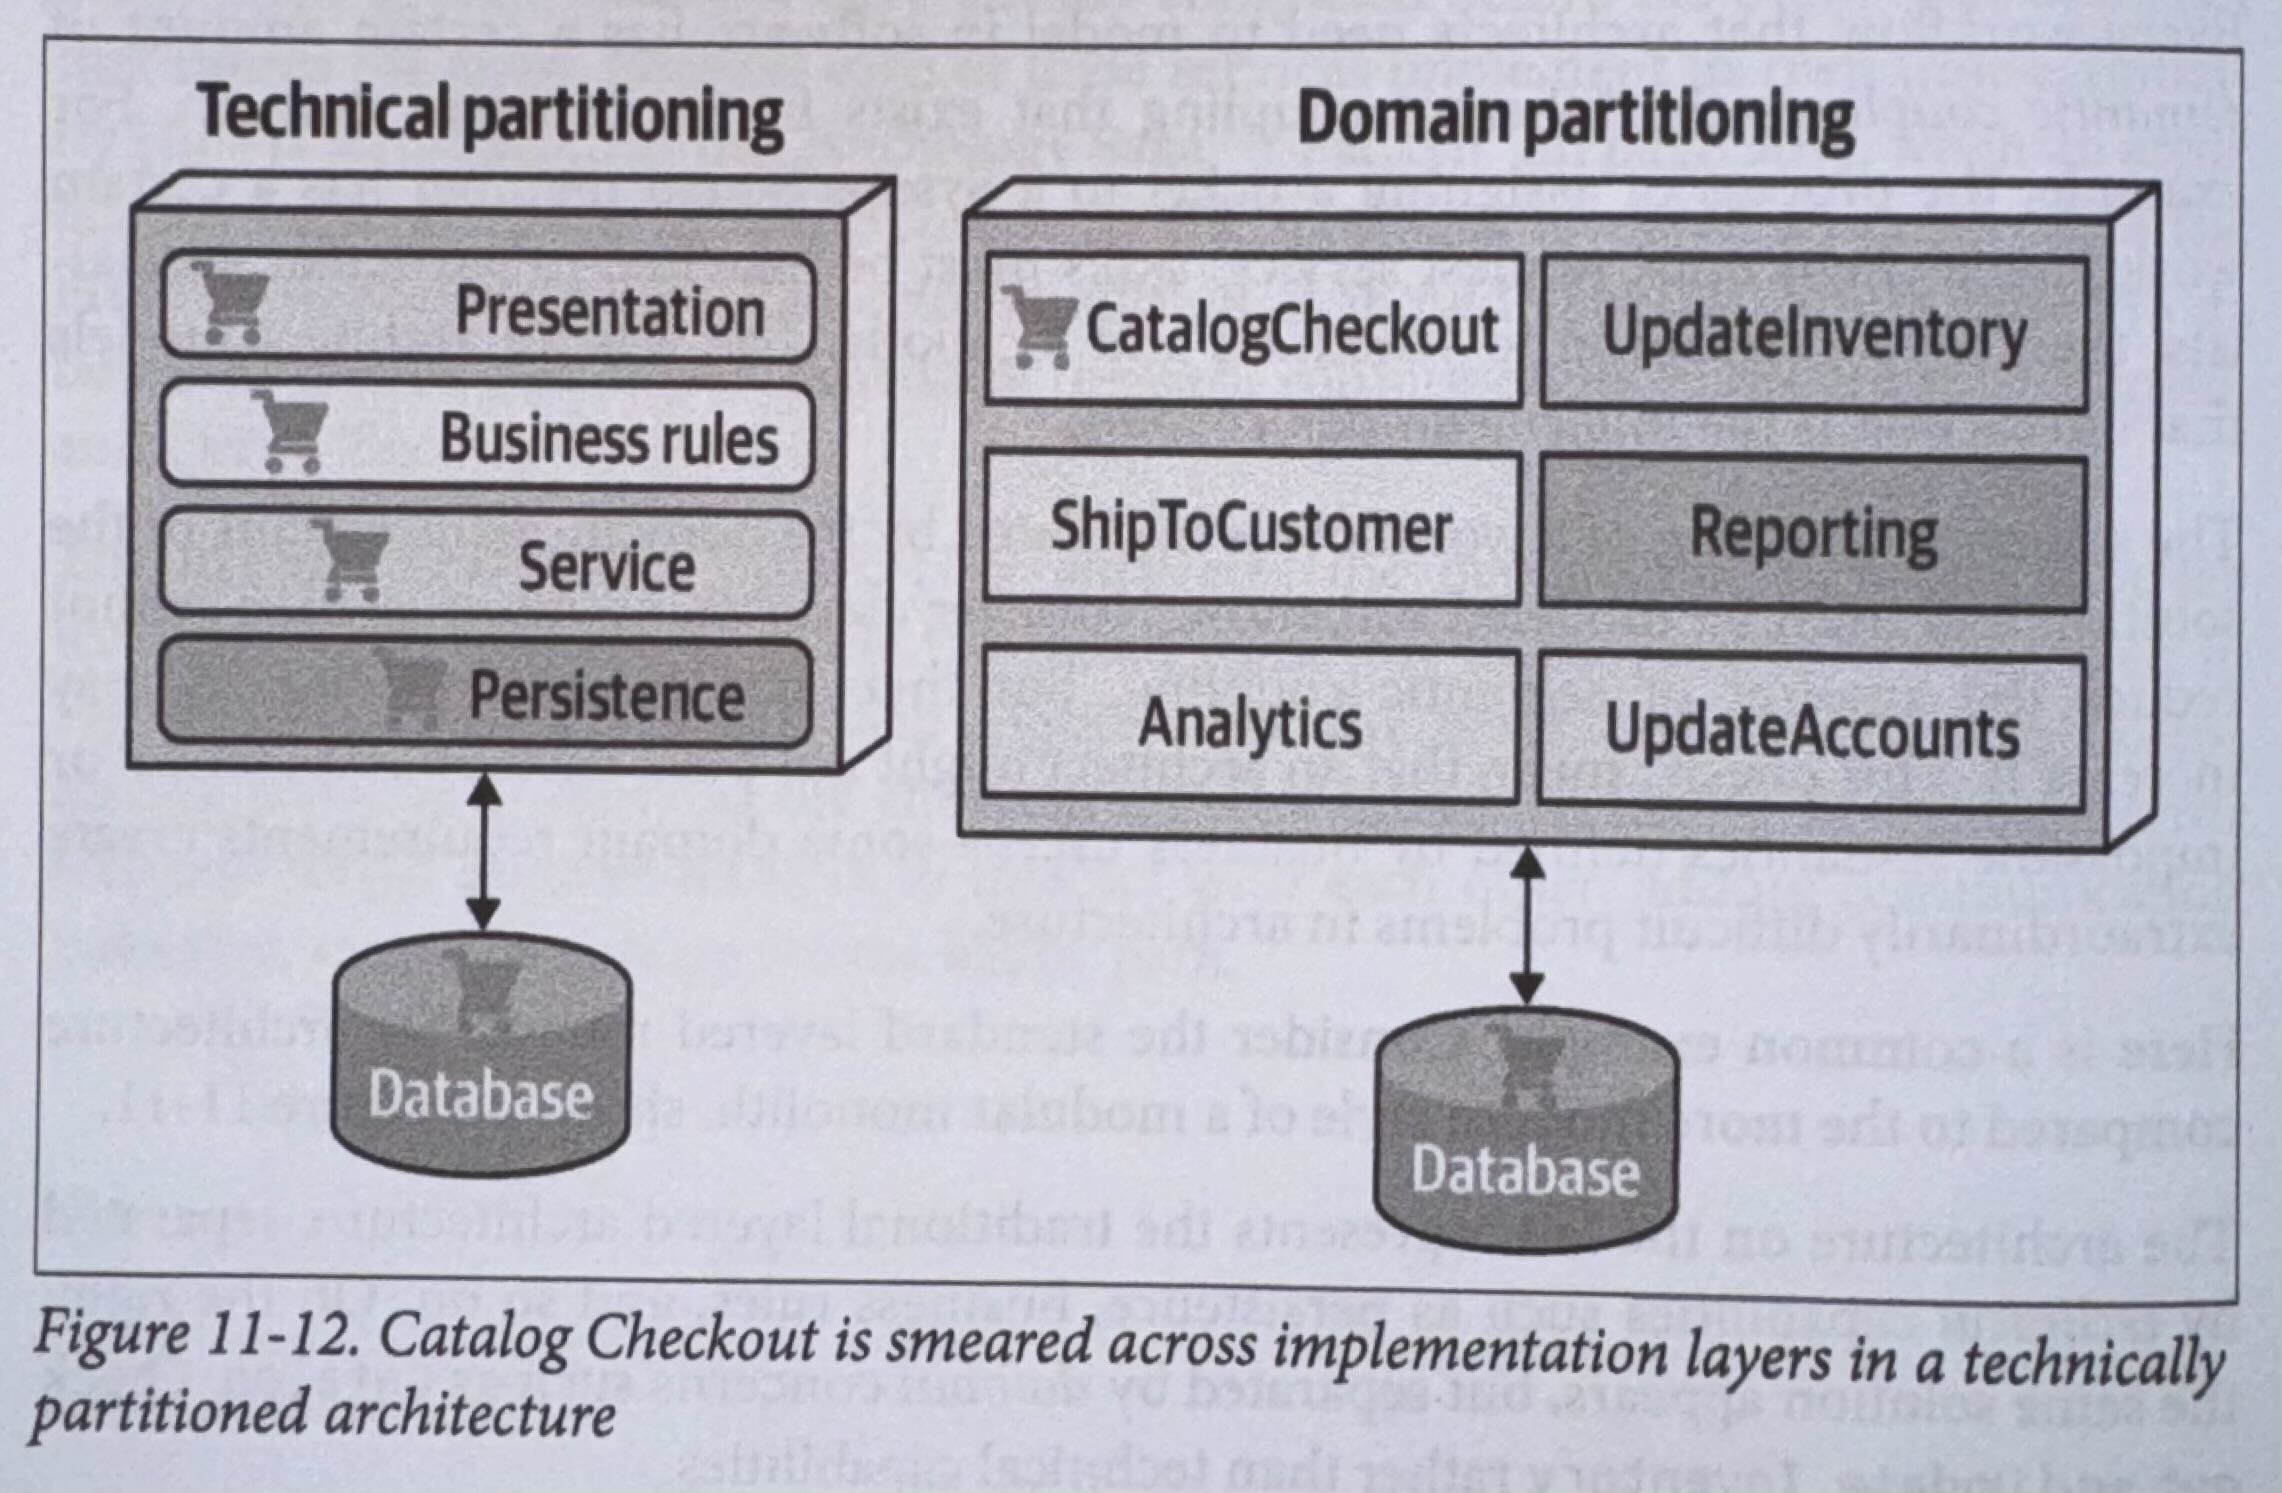 Technical partitioning
Presentation
Business rules
Service
Persistence
Database
Domain partitioning
CatalogCheckout
UpdateInventory
ShipToCustomer
Reporting
Analytics
UpdateAccounts
Database
Figure 11-12. Catalog Checkout is smeared across implementation layers in a technically
partitioned architecture